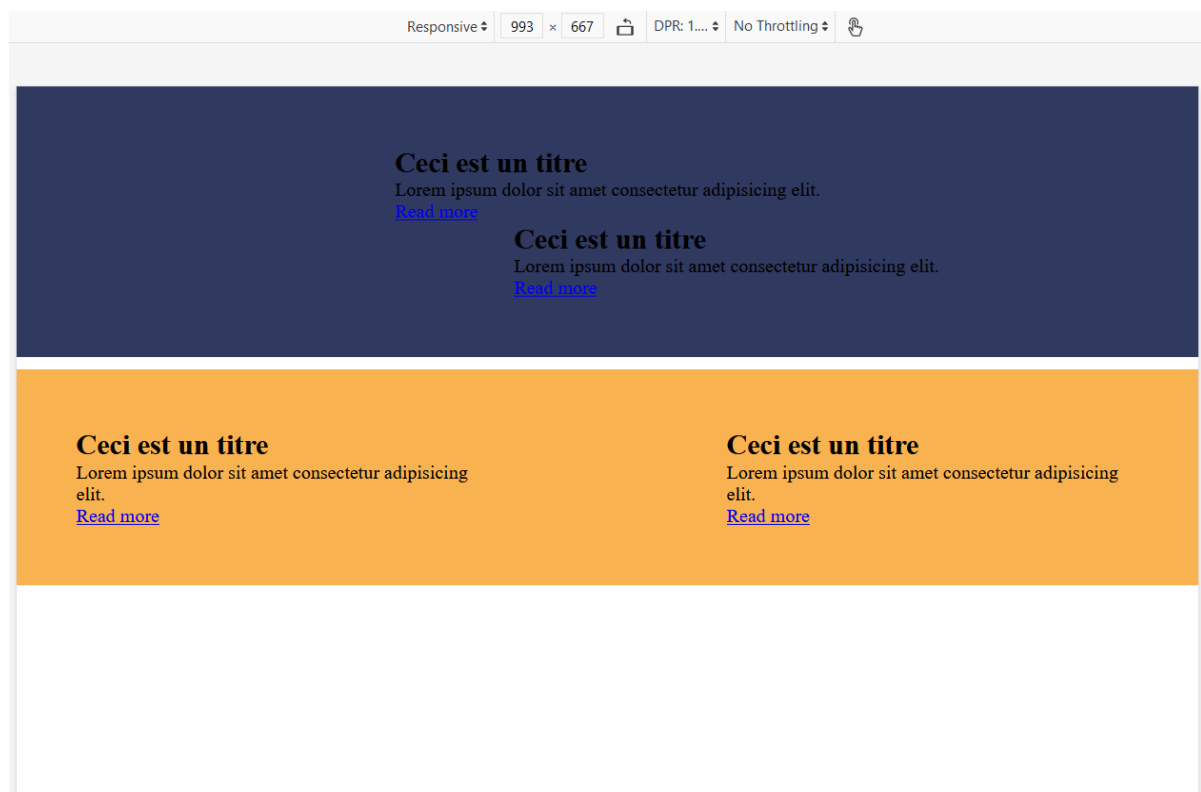 Responsive 993 × 667 DPR: 1.... No Throttling
Ceci est un titre
Lorem ipsum dolor sit amet consectetur adipisicing elit.
Read more
Ceci est un titre
Lorem ipsum dolor sit amet consectetur adipisicing elit.
Read more
Ceci est un titre
Lorem ipsum dolor sit amet consectetur adipisicing
elit.
Read more
Ceci est un titre
Lorem ipsum dolor sit amet consectetur adipisicing
elit.
Read more